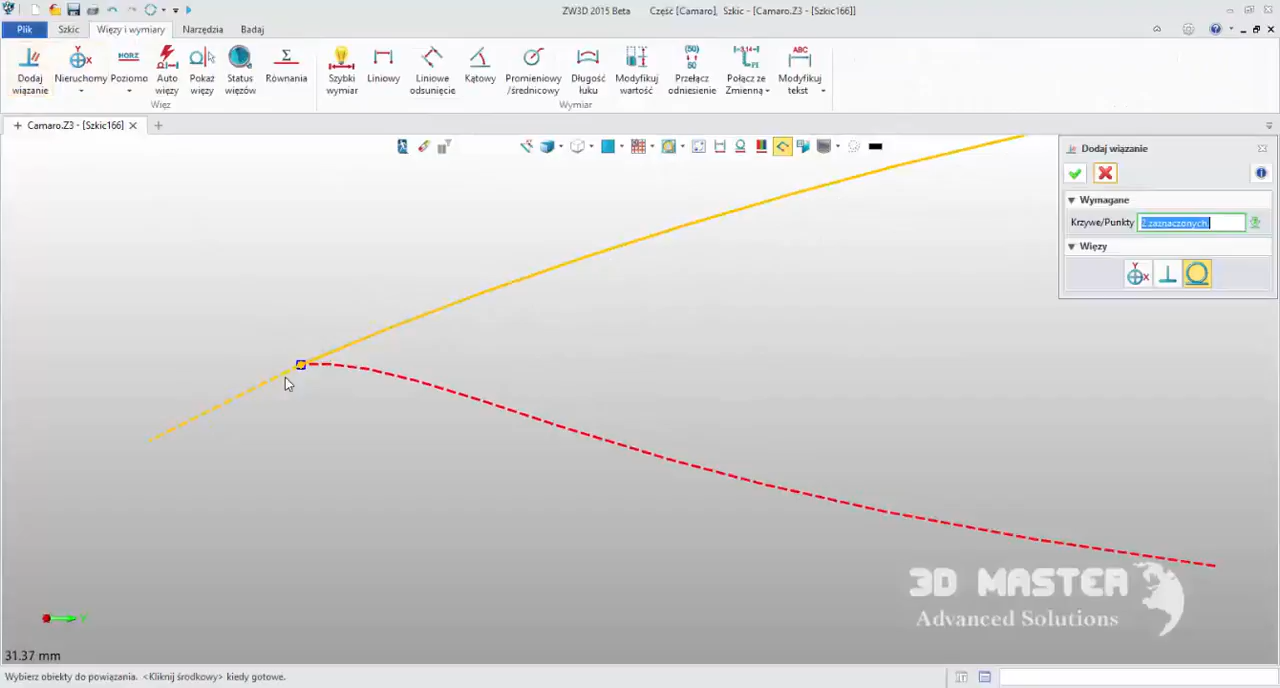 ZW3D 2015 Beta Część [Camaro], Szkic - [Camaro.Z3 - [Szkic166]]
Plik Szkic Więzy i wymiary Narzędzia Badaj
Dodaj wiązanie
Nieruchomy
Poziomo
Auto więzy
Pokaż więzy
Status więzów
Równania
Szybki wymiar
Liniowy
Liniowe odsunięcie
Kątowy
Promieniowy /średnicowy
Długość łuku
Modyfikuj wartość
Przełącz odniesienie
Połącz ze Zmienną
Modyfikuj tekst
Więz
Wymiar
Camaro.Z3 - [Szkic166]
Dodaj wiązanie
Wymagane
Krzywe/Punkty 2 zaznaczonych
Więzy
3D MASTER
Advanced Solutions
31.37 mm
Wybierz obiekty do powiązania. <Kliknij środkowy> kiedy gotowe.